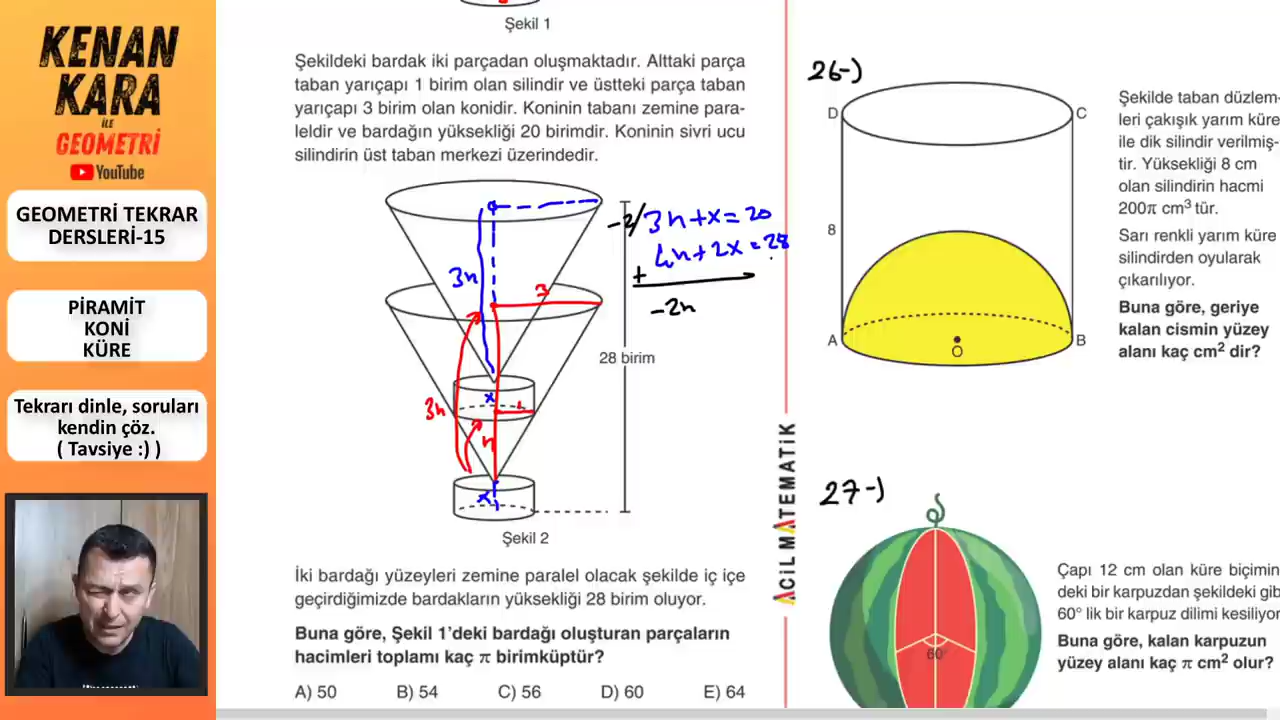 KENAN
KARA
İLE
GEOMETRİ
YouTube
GEOMETRİ TEKRAR
DERSLERİ-15
PİRAMİT
KONİ
KÜRE
Tekrarı dinle, soruları
kendin çöz.
( Tavsiye :) )
Şekil 1
Şekildeki bardak iki parçadan oluşmaktadır. Alttaki parça
taban yarıçapı 1 birim olan silindir ve üstteki parça taban
yarıçapı 3 birim olan konidir. Koninin tabanı zemine para-
leldir ve bardağın yüksekliği 20 birimdir. Koninin sivri ucu
silindirin üst taban merkezi üzerindedir.
-2/3h+x=20
4h+2x=28
+
-2h
3h
3
28 birim
x
1
3h
h
x
Şekil 2
İki bardağı yüzeyleri zemine paralel olacak şekilde iç içe
geçirdiğimizde bardakların yüksekliği 28 birim oluyor.
Buna göre, Şekil 1'deki bardağı oluşturan parçaların
hacimleri toplamı kaç π birimküptür?
A) 50 B) 54 C) 56 D) 60 E) 64
ACİL MATEMATİK
26-)
D
C
8
A
O
B
Şekilde taban düzlem-
leri çakışık yarım küre
ile dik silindir verilmiş-
tir. Yüksekliği 8 cm
olan silindirin hacmi
200π cm³ tür.
Sarı renkli yarım küre
silindirden oyularak
çıkarılıyor.
Buna göre, geriye
kalan cismin yüzey
alanı kaç cm² dir?
27-)
60°
Çapı 12 cm olan küre biçimin
deki bir karpuzdan şekildeki gib
60° lik bir karpuz dilimi kesiliyor
Buna göre, kalan karpuzun
yüzey alanı kaç π cm² olur?